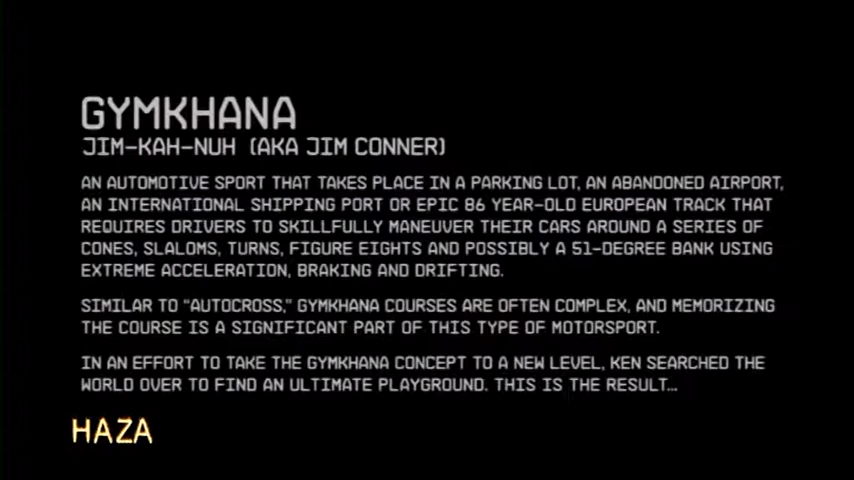 GYMKHANA
JIM-KAH-NUH (AKA JIM CONNER)
AN AUTOMOTIVE SPORT THAT TAKES PLACE IN A PARKING LOT, AN ABANDONED AIRPORT,
AN INTERNATIONAL SHIPPING PORT OR EPIC 86 YEAR-OLD EUROPEAN TRACK THAT
REQUIRES DRIVERS TO SKILLFULLY MANEUVER THEIR CARS AROUND A SERIES OF
CONES, SLALOMS, TURNS, FIGURE EIGHTS AND POSSIBLY A 51-DEGREE BANK USING
EXTREME ACCELERATION, BRAKING AND DRIFTING.
SIMILAR TO "AUTOCROSS," GYMKHANA COURSES ARE OFTEN COMPLEX, AND MEMORIZING
THE COURSE IS A SIGNIFICANT PART OF THIS TYPE OF MOTORSPORT.
IN AN EFFORT TO TAKE THE GYMKHANA CONCEPT TO A NEW LEVEL, KEN SEARCHED THE
WORLD OVER TO FIND AN ULTIMATE PLAYGROUND. THIS IS THE RESULT...
HAZA